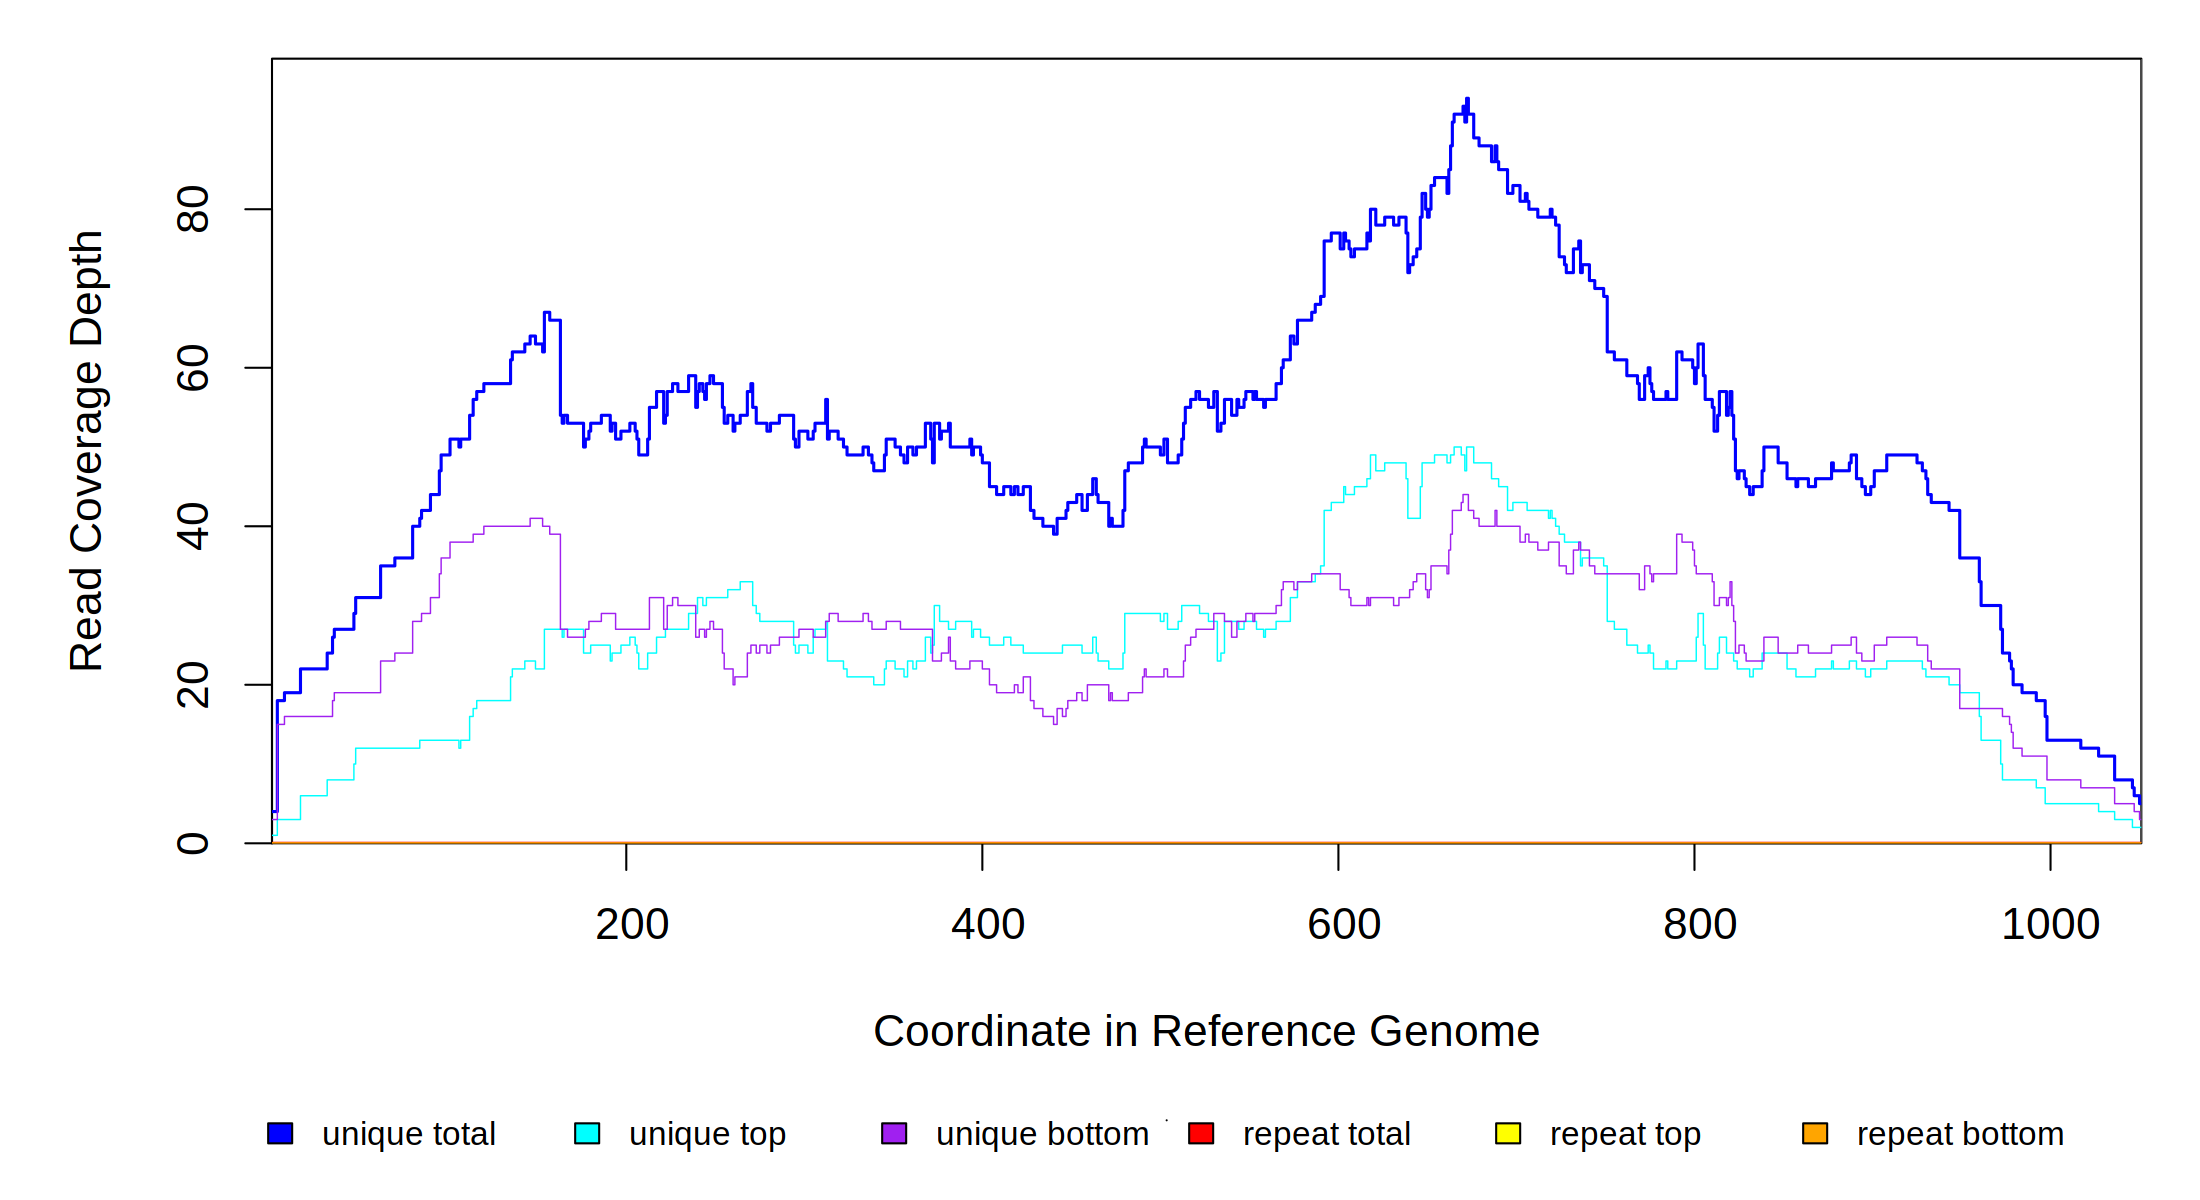 Read Coverage Depth
80
60
40
20
0
200 400 600 800 1000
Coordinate in Reference Genome
unique total unique top unique bottom repeat total repeat top repeat bottom